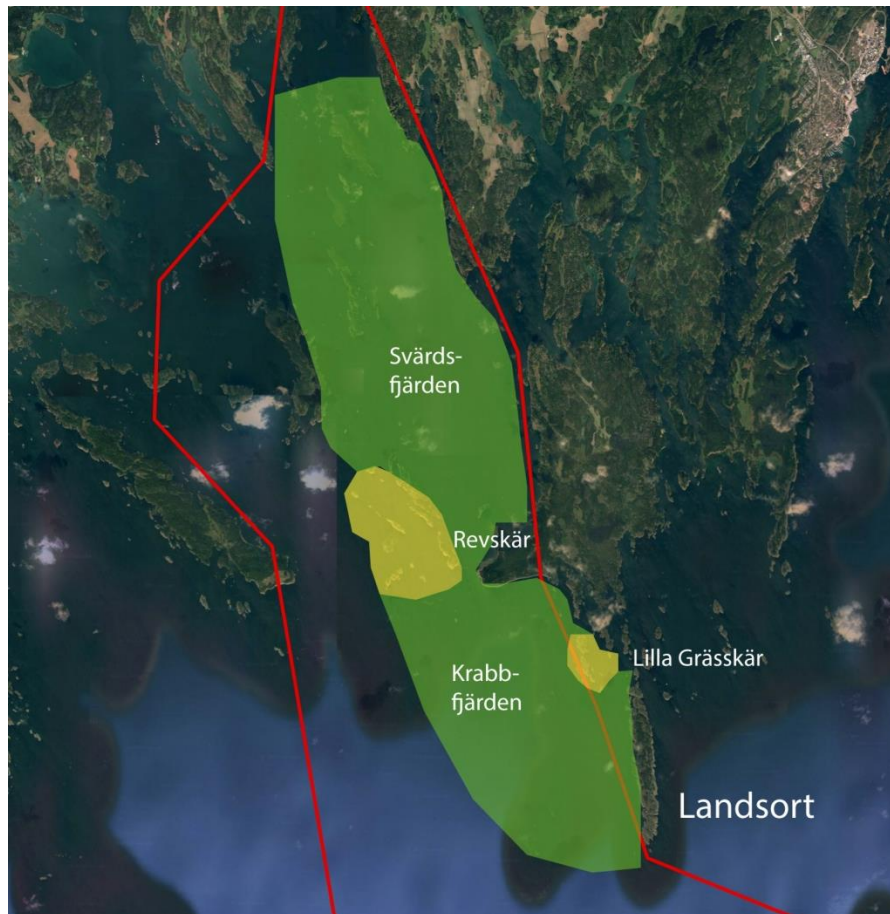 Svärds-
fjärden
Revskär
Lilla Grässkär
Krabb-
fjärden
Landsort